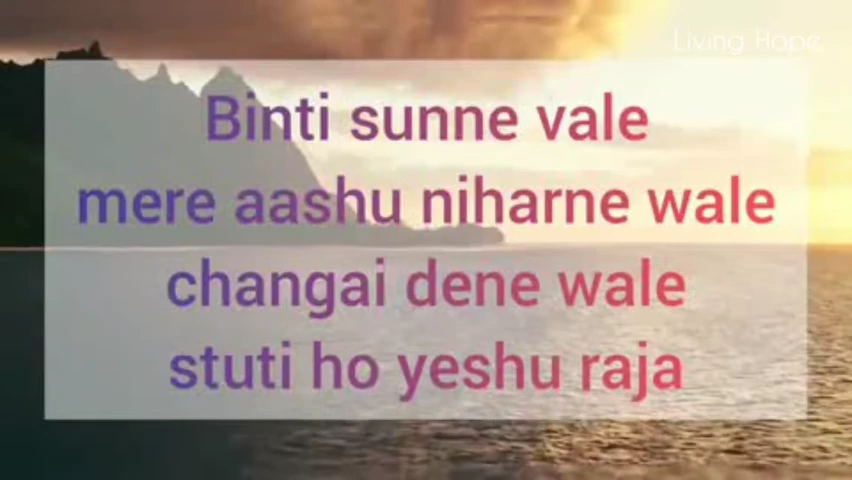 Living Hope
Binti sunne vale
mere aashu niharne wale
changai dene wale
stuti ho yeshu raja